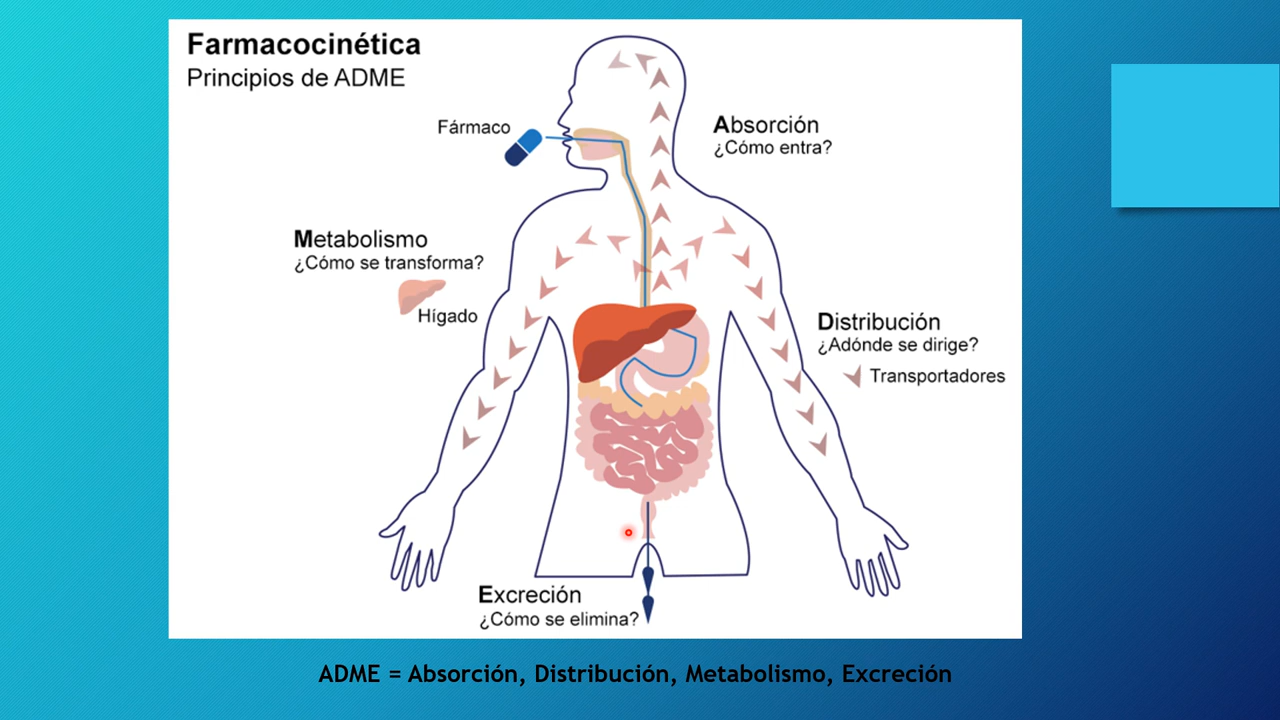 Farmacocinética
Principios de ADME
Fármaco
Absorción
¿Cómo entra?
Metabolismo
¿Cómo se transforma?
Hígado
Distribución
¿Adónde se dirige?
Transportadores
Excreción
¿Cómo se elimina?
ADME = Absorción, Distribución, Metabolismo, Excreción